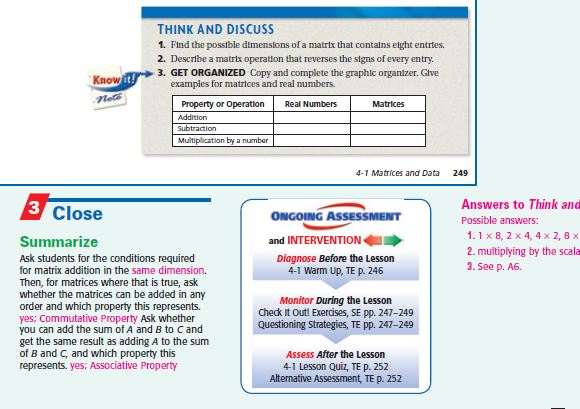 THINK AND DISCUSS
1. Find the possible dimensions of a matrix that contains eight entries.
2. Describe a matrix operation that reverses the signs of every entry.
Know it!
Note
3. GET ORGANIZED Copy and complete the graphic organizer. Give
examples for matrices and real numbers.
Property or Operation Real Numbers Matrices
Addition
Subtraction
Multiplication by a number
4-1 Matrices and Data 249
3 Close
Summarize
Ask students for the conditions required
for matrix addition in the same dimension.
Then, for matrices where that is true, ask
whether the matrices can be added in any
order and which property this represents.
yes; Commutative Property Ask whether
you can add the sum of A and B to C and
get the same result as adding A to the sum
of B and C, and which property this
represents. yes; Associative Property
ONGOING ASSESSMENT
and INTERVENTION
Diagnose Before the Lesson
4-1 Warm Up, TE p. 246
Monitor During the Lesson
Check It Out! Exercises, SE pp. 247–249
Questioning Strategies, TE pp. 247–249
Assess After the Lesson
4-1 Lesson Quiz, TE p. 252
Alternative Assessment, TE p. 252
Answers to Think and
Possible answers:
1. 1 × 8, 2 × 4, 4 × 2, 8 ×
2. multiplying by the scala
3. See p. A6.